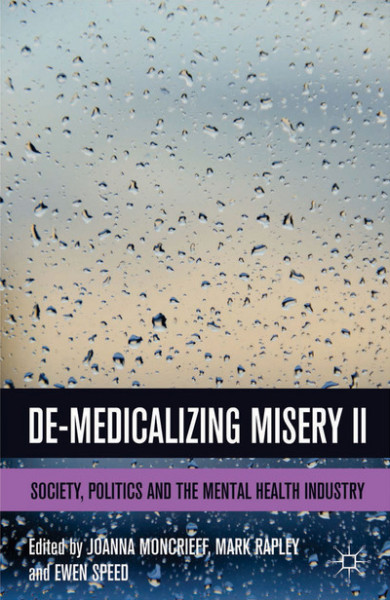 DE-MEDICALIZING MISERY II
SOCIETY, POLITICS AND THE MENTAL HEALTH INDUSTRY
Edited by JOANNA MONCRIEFF, MARK RAPLEY
and EWEN SPEED